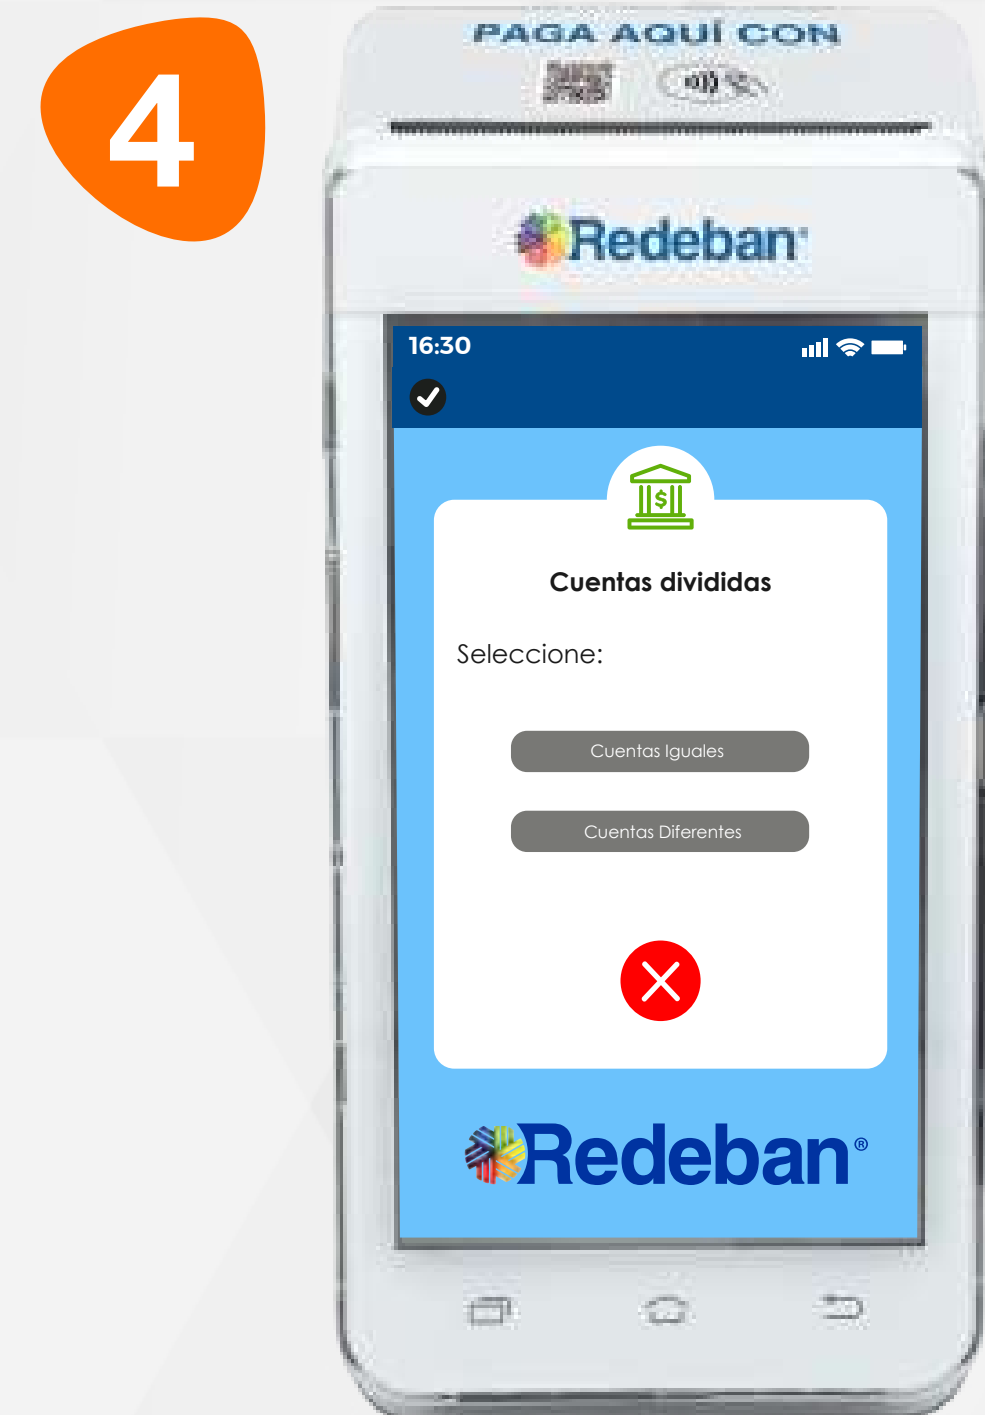 4
PAGA AQUÍ CON
Redeban
16:30
Cuentas divididas
Seleccione:
Cuentas Iguales
Cuentas Diferentes
Redeban®